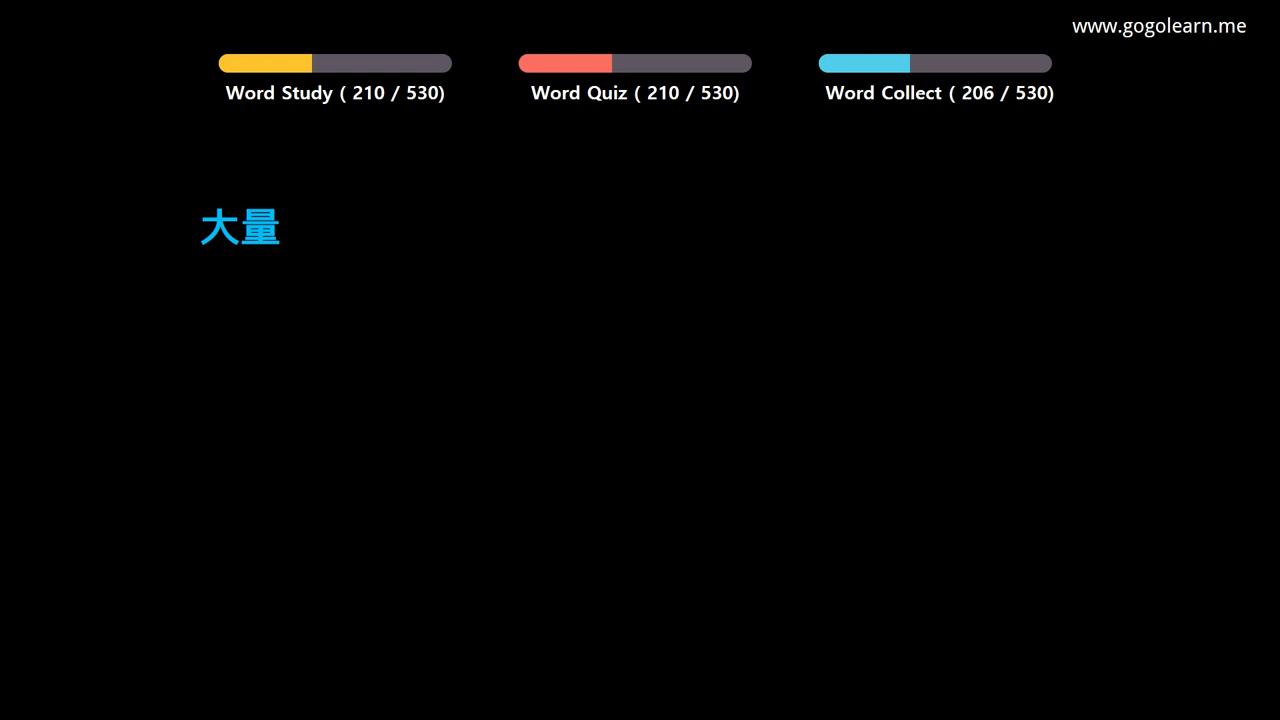 www.gogolearn.me
Word Study ( 210 / 530)
Word Quiz ( 210 / 530)
Word Collect ( 206 / 530)
大量